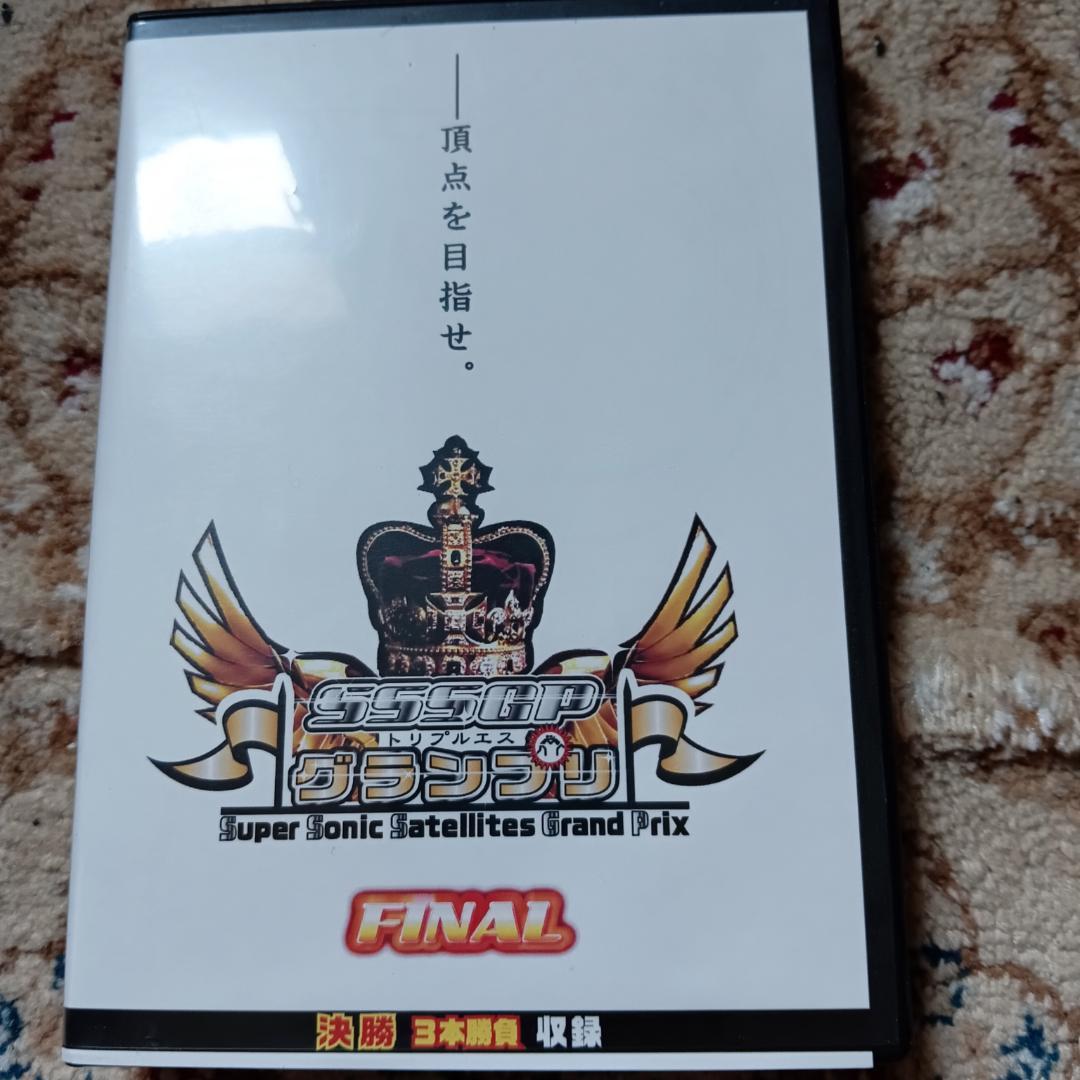 ―頂点を目指せ。
SSSGP
トリプルエス
グランプリ
Super Sonic Satellites Grand Prix
FINAL
決勝 3本勝負 収録